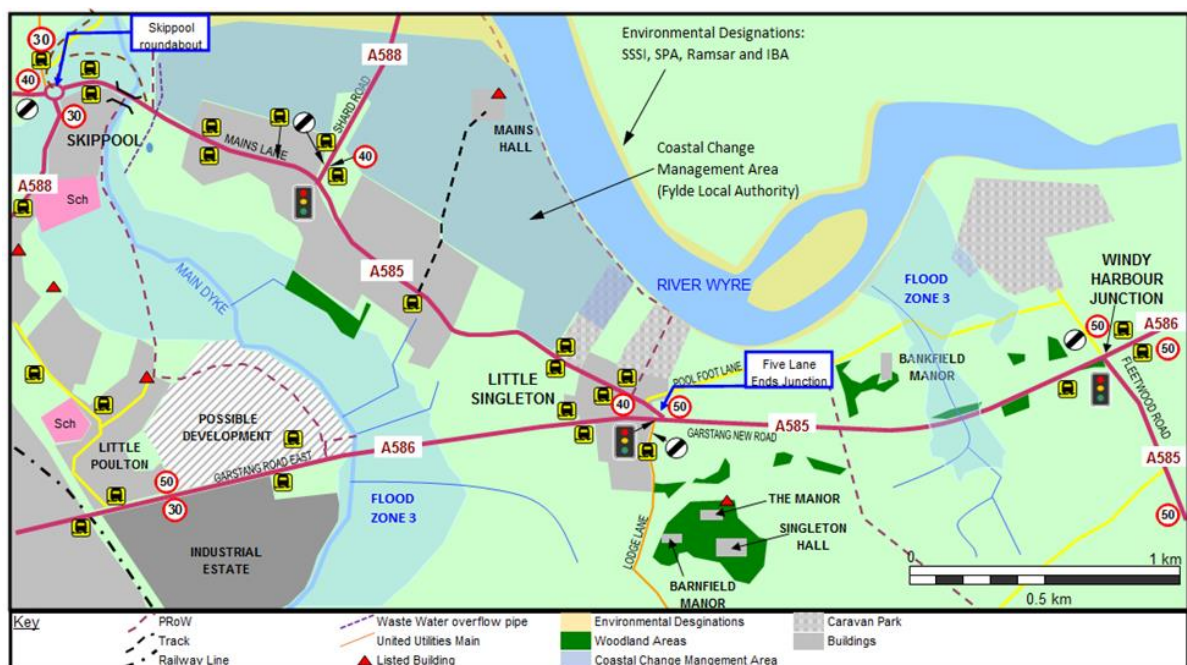 Skippool
roundabout
30
40
30
A588
Environmental Designations:
SSSI, SPA, Ramsar and IBA
SKIPPOOL
MAINS LANE
SHARD ROAD
40
MAINS
HALL
Coastal Change
Management Area
(Fylde Local Authority)
A588
Sch
MAIN DYKE
A585
RIVER WYRE
FLOOD
ZONE 3
WINDY
HARBOUR
JUNCTION
50
A586
50
FLEETWOOD ROAD
A585
50
LITTLE
SINGLETON
POOL FOOT LANE
Five Lane
Ends Junction
BANKFIELD
MANOR
40
50
GARSTANG NEW ROAD
A585
POSSIBLE
DEVELOPMENT
Sch
LITTLE
POULTON
GARSTANG ROAD EAST
A586
50
30
FLOOD
ZONE 3
INDUSTRIAL
ESTATE
LODGE LANE
THE MANOR
SINGLETON
HALL
BARNFIELD
MANOR
0
1 km
0.5 km
Key
PRoW
Track
Railway Line
Waste Water overflow pipe
United Utilities Main
Listed Building
Environmental Desginations
Woodland Areas
Coastal Change Mangement Area
Caravan Park
Buildings